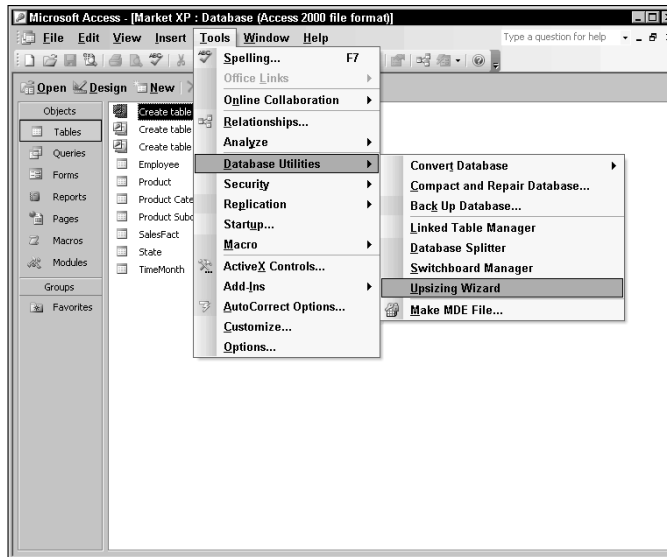 Microsoft Access - [Market XP : Database (Access 2000 file format)]
File Edit View Insert Tools Window Help
Type a question for help
Open Design New
Objects
Tables
Queries
Forms
Reports
Pages
Macros
Modules
Groups
Favorites
Create table
Create table
Create table
Employee
Product
Product Cate
Product Subc
SalesFact
State
TimeMonth
Spelling... F7
Office Links
Online Collaboration
Relationships...
Analyze
Database Utilities
Security
Replication
Startup...
Macro
ActiveX Controls...
Add-Ins
AutoCorrect Options...
Customize...
Options...
Convert Database
Compact and Repair Database...
Back Up Database...
Linked Table Manager
Database Splitter
Switchboard Manager
Upsizing Wizard
Make MDE File...